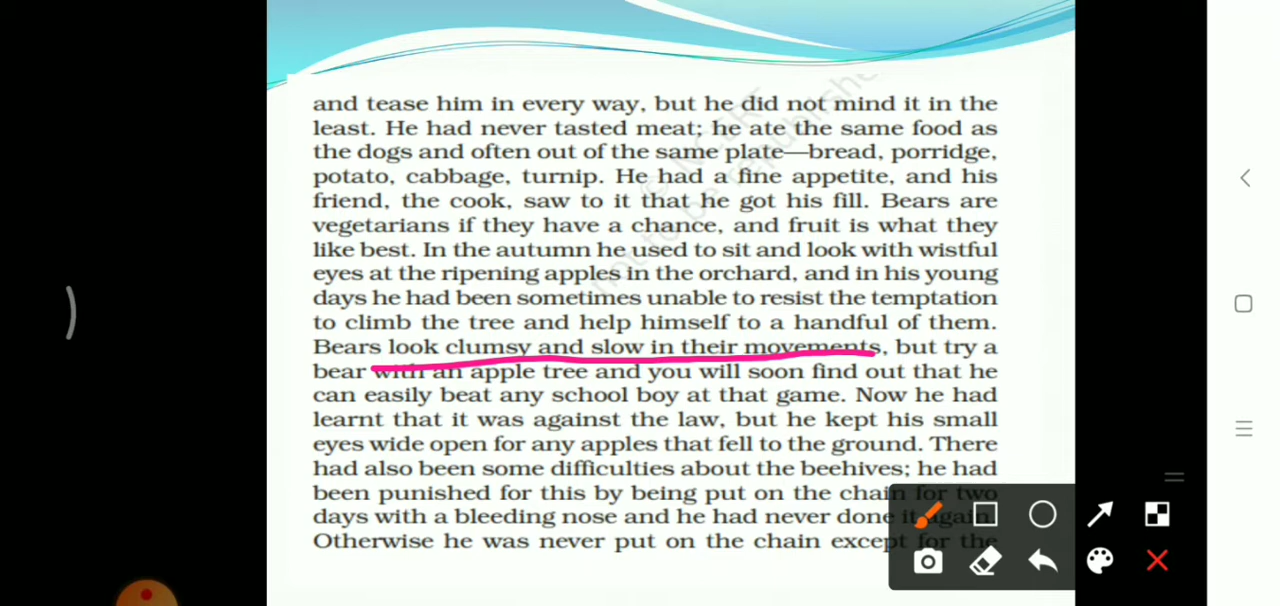 and tease him in every way, but he did not mind it in the
least. He had never tasted meat; he ate the same food as
the dogs and often out of the same plate—bread, porridge,
potato, cabbage, turnip. He had a fine appetite, and his
friend, the cook, saw to it that he got his fill. Bears are
vegetarians if they have a chance, and fruit is what they
like best. In the autumn he used to sit and look with wistful
eyes at the ripening apples in the orchard, and in his young
days he had been sometimes unable to resist the temptation
to climb the tree and help himself to a handful of them.
Bears look clumsy and slow in their movements, but try a
bear with an apple tree and you will soon find out that he
can easily beat any school boy at that game. Now he had
learnt that it was against the law, but he kept his small
eyes wide open for any apples that fell to the ground. There
had also been some difficulties about the beehives; he had
been punished for this by being put on the chain for two
days with a bleeding nose and he had never done it again.
Otherwise he was never put on the chain except for the
© NCERT
not to be republished